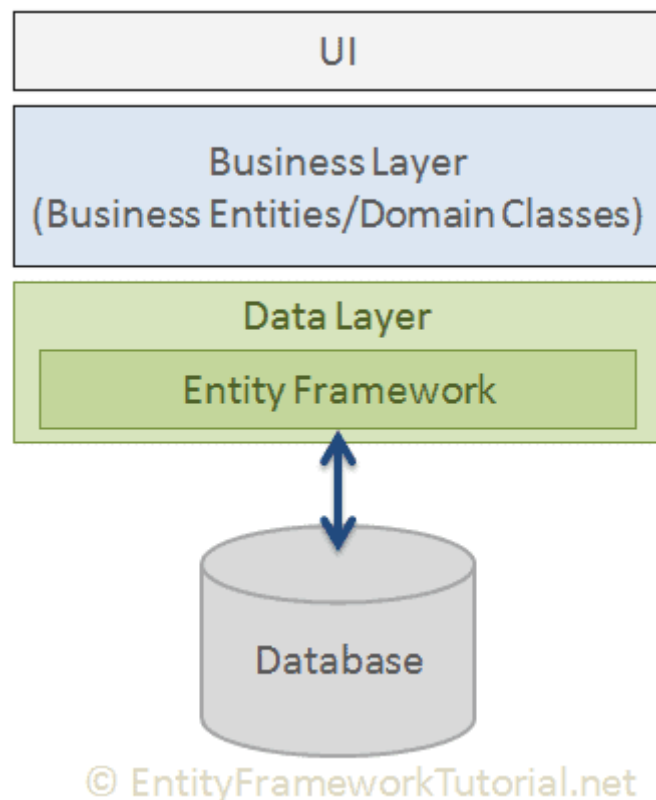 UI
Business Layer
(Business Entities/Domain Classes)
Data Layer
Entity Framework
Database
© EntityFrameworkTutorial.net